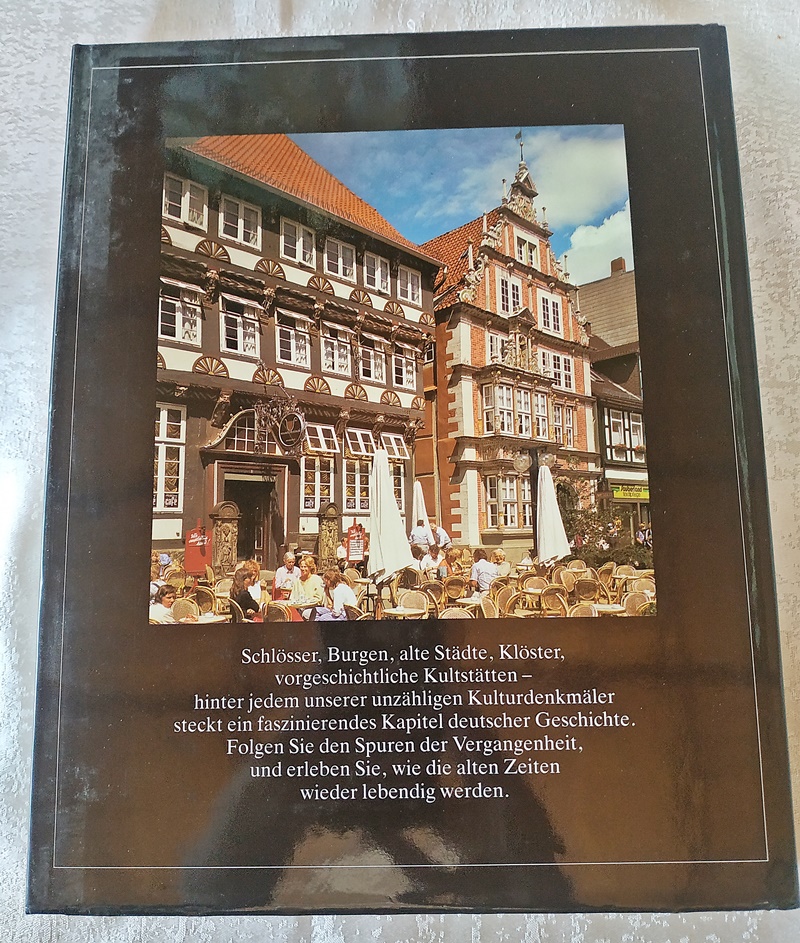 Schlösser, Burgen, alte Städte, Klöster,
vorgeschichtliche Kultstätten –
hinter jedem unserer unzähligen Kulturdenkmäler
steckt ein faszinierendes Kapitel deutscher Geschichte.
Folgen Sie den Spuren der Vergangenheit,
und erleben Sie, wie die alten Zeiten
wieder lebendig werden.